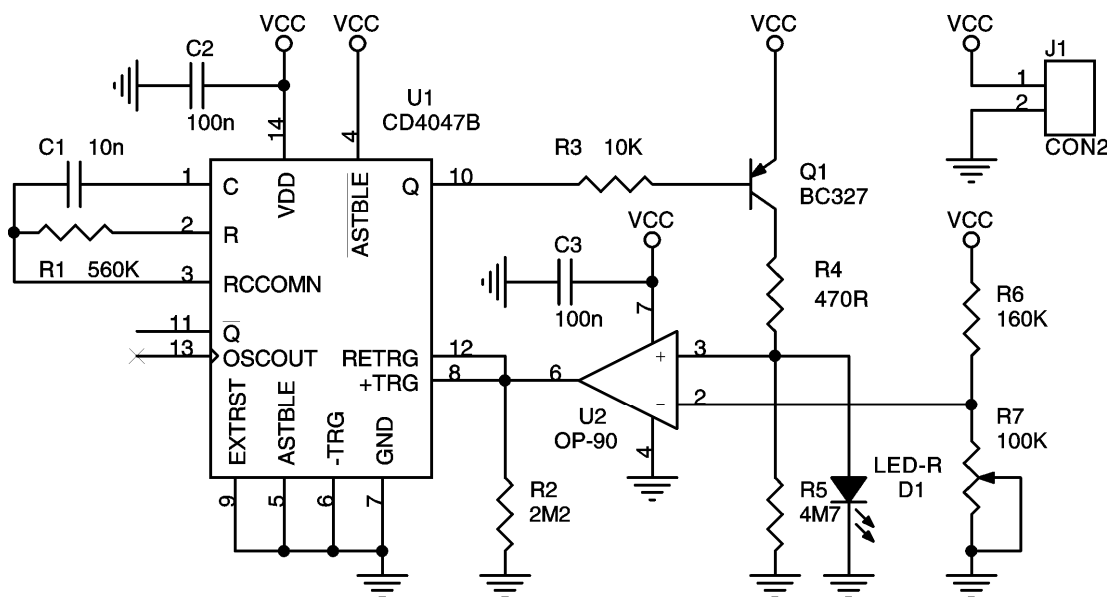 VCC
VCC
VCC
VCC
C2
100n
14
4
U1
CD4047B
J1
1
2
CON2
C1 10n
1
2
3
R1 560K
11
13
C
R
RCCOMN
Q
OSCOUT
VDD
ASTBLE
Q
RETRG
+TRG
EXTRST
ASTBLE
-TRG
GND
9
5
6
7
10
12
8
R3 10K
Q1
BC327
VCC
C3
100n
7
R4
470R
VCC
R6
160K
6
+
3
-
2
U2
OP-90
4
R7
100K
LED-R
D1
R2
2M2
R5
4M7